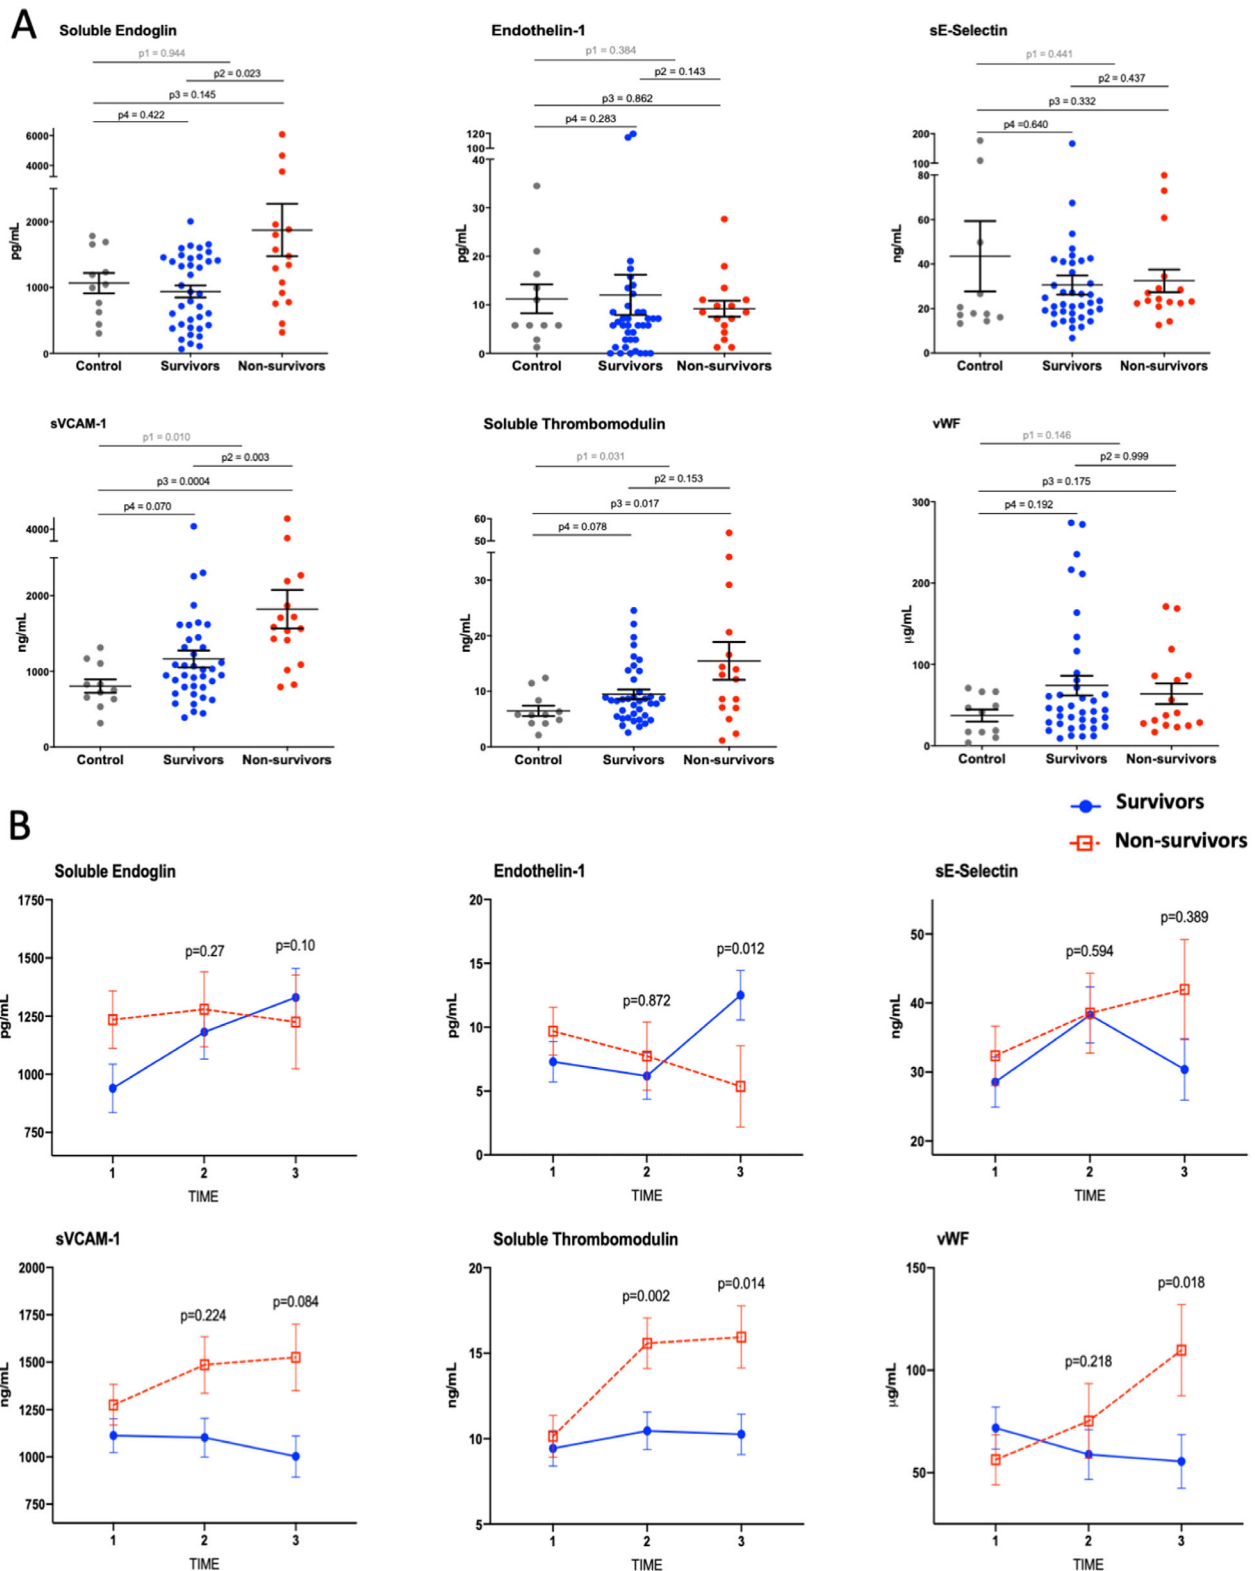 A
Soluble Endoglin
p1 = 0.944
p2 = 0.023
p3 = 0.145
p4 = 0.422
6000
4000
2000
1000
0
pg/mL
Control Survivors Non-survivors
Endothelin-1
p1 = 0.384
p2 = 0.143
p3 = 0.862
p4 = 0.283
120
100
40
30
20
10
0
pg/mL
Control Survivors Non-survivors
sE-Selectin
p1 = 0.441
p2 = 0.437
p3 = 0.332
p4 =0.640
200
100
80
60
40
20
0
ng/mL
Control Survivors Non-survivors
sVCAM-1
p1 = 0.010
p2 = 0.003
p3 = 0.0004
p4 = 0.070
4000
2000
1000
0
ng/mL
Control Survivors Non-survivors
Soluble Thrombomodulin
p1 = 0.031
p2 = 0.153
p3 = 0.017
p4 = 0.078
60
50
30
20
10
0
ng/mL
Control Survivors Non-survivors
vWF
p1 = 0.146
p2 = 0.999
p3 = 0.175
p4 = 0.192
300
200
100
0
µg/mL
Control Survivors Non-survivors
B
Survivors
Non-survivors
Soluble Endoglin
1750
1500
1250
1000
750
pg/mL
p=0.27
p=0.10
1 2 3
TIME
Endothelin-1
20
15
10
5
0
pg/mL
p=0.872
p=0.012
1 2 3
TIME
sE-Selectin
50
40
30
20
ng/mL
p=0.594
p=0.389
1 2 3
TIME
sVCAM-1
2000
1750
1500
1250
1000
750
ng/mL
p=0.224
p=0.084
1 2 3
TIME
Soluble Thrombomodulin
20
15
10
5
ng/mL
p=0.002
p=0.014
1 2 3
TIME
vWF
150
100
50
µg/mL
p=0.218
p=0.018
1 2 3
TIME